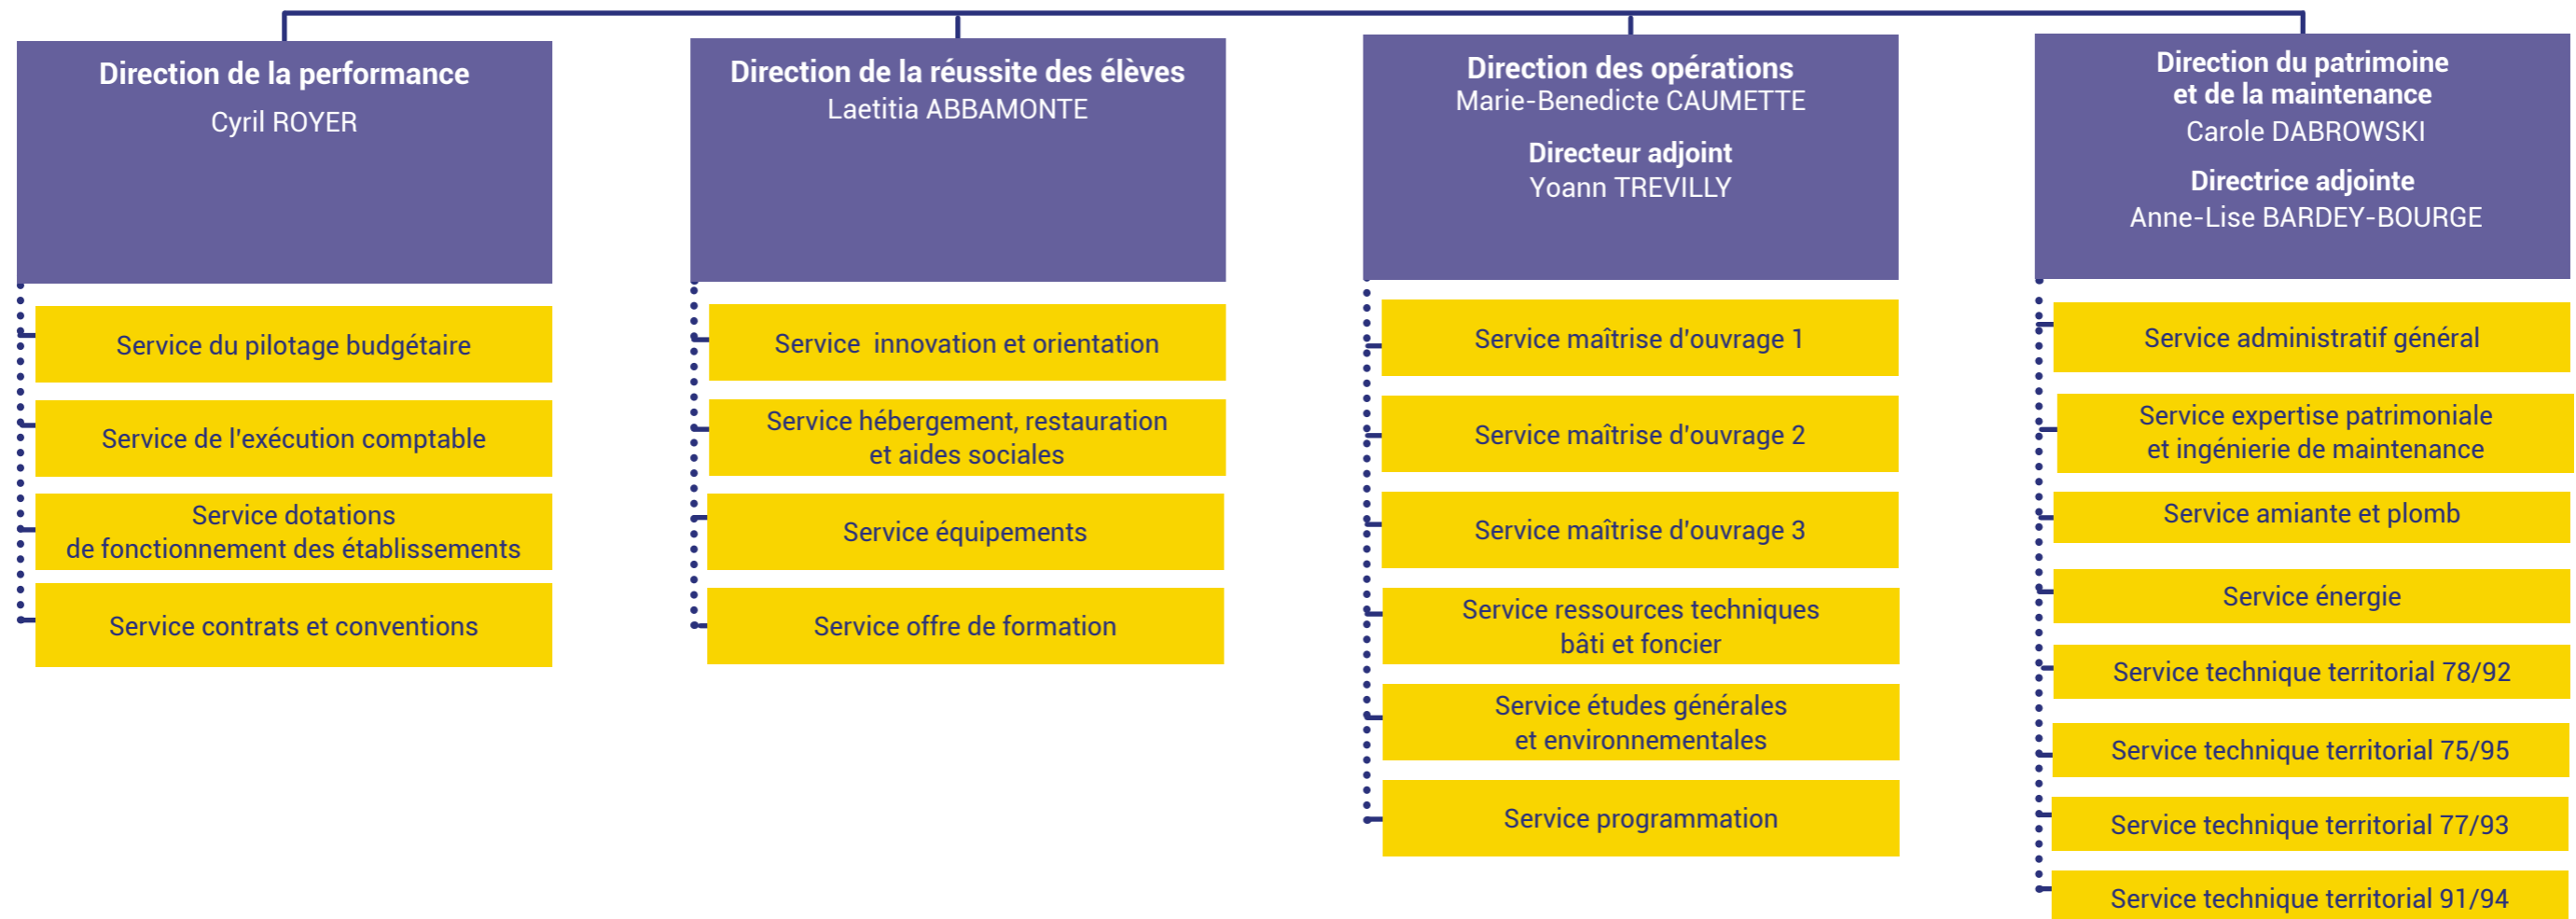 Direction de la performance
Cyril ROYER
Service du pilotage budgétaire
Service de l'exécution comptable
Service dotations
de fonctionnement des établissements
Service contrats et conventions
Direction de la réussite des élèves
Laetitia ABBAMONTE
Service innovation et orientation
Service hébergement, restauration
et aides sociales
Service équipements
Service offre de formation
Direction des opérations
Marie-Benedicte CAUMETTE
Directeur adjoint
Yoann TREVILLY
Service maîtrise d'ouvrage 1
Service maîtrise d'ouvrage 2
Service maîtrise d'ouvrage 3
Service ressources techniques
bâti et foncier
Service études générales
et environnementales
Service programmation
Direction du patrimoine
et de la maintenance
Carole DABROWSKI
Directrice adjointe
Anne-Lise BARDEY-BOURGE
Service administratif général
Service expertise patrimoniale
et ingénierie de maintenance
Service amiante et plomb
Service énergie
Service technique territorial 78/92
Service technique territorial 75/95
Service technique territorial 77/93
Service technique territorial 91/94